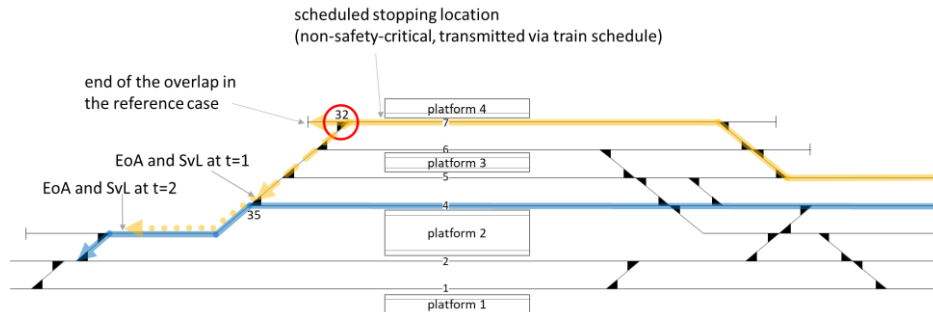 scheduled stopping location
(non-safety-critical, transmitted via train schedule)
end of the overlap in
the reference case
32
platform 4
7
6
EoA and SvL at t=1
platform 3
5
EoA and SvL at t=2
35
4
platform 2
2
1
platform 1